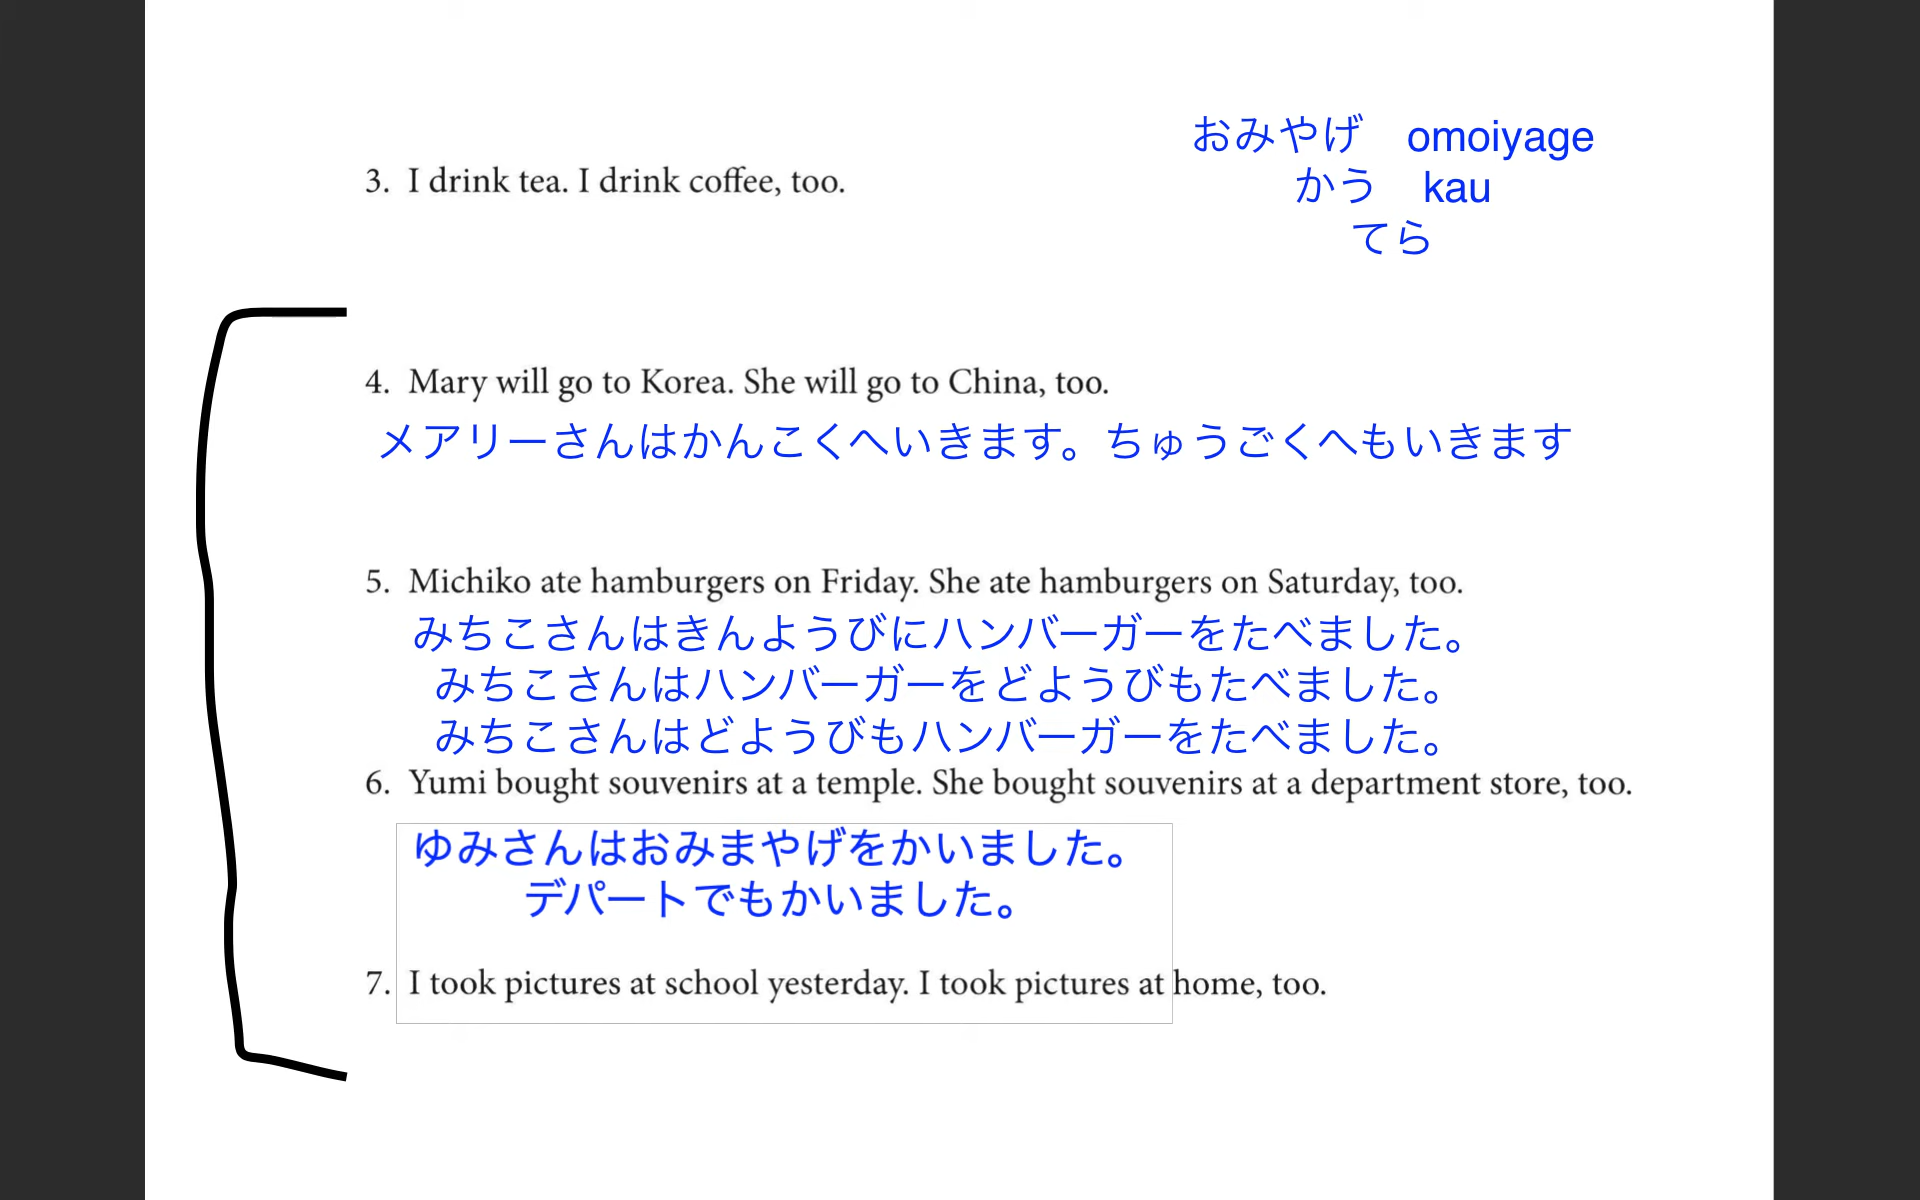 おみやげ　omoiyage
かう　kau
てら
3. I drink tea. I drink coffee, too.
4. Mary will go to Korea. She will go to China, too.
メアリーさんはかんこくへいきます。ちゅうごくへもいきます
5. Michiko ate hamburgers on Friday. She ate hamburgers on Saturday, too.
みちこさんはきんようびにハンバーガーをたべました。
みちこさんはハンバーガーをどようびもたべました。
みちこさんはどようびもハンバーガーをたべました。
6. Yumi bought souvenirs at a temple. She bought souvenirs at a department store, too.
ゆみさんはおみまやげをかいました。
デパートでもかいました。
7. I took pictures at school yesterday. I took pictures at home, too.